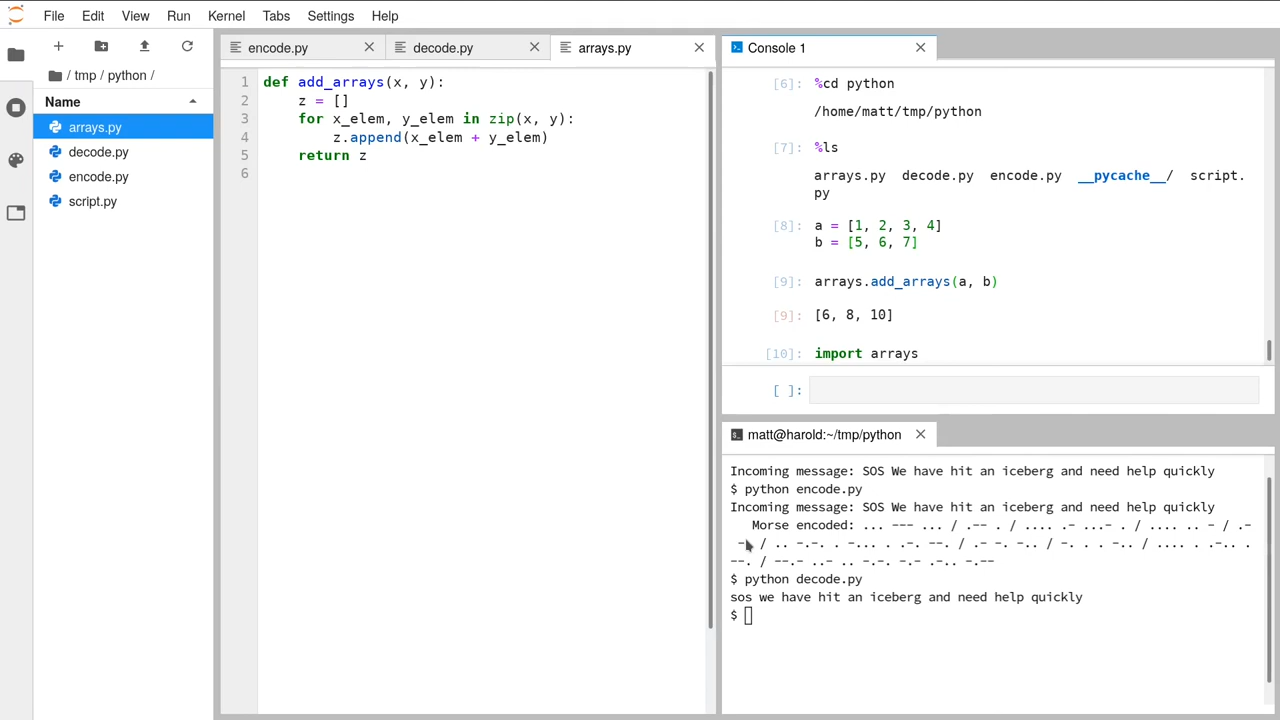 File Edit View Run Kernel Tabs Settings Help
/ tmp / python /
Name
arrays.py
decode.py
encode.py
script.py
encode.py
decode.py
arrays.py
1 def add_arrays(x, y):
2 z = []
3 for x_elem, y_elem in zip(x, y):
4 z.append(x_elem + y_elem)
5 return z
6
Console 1
[6]: %cd python
/home/matt/tmp/python
[7]: %ls
arrays.py decode.py encode.py __pycache__/ script.
py
[8]: a = [1, 2, 3, 4]
b = [5, 6, 7]
[9]: arrays.add_arrays(a, b)
[9]: [6, 8, 10]
[10]: import arrays
[ ]:
matt@harold:~/tmp/python
Incoming message: SOS We have hit an iceberg and need help quickly
$ python encode.py
Incoming message: SOS We have hit an iceberg and need help quickly
Morse encoded: ... --- ... / .-- . / .... .- ...- . / .... .. - / .-
-. / .. -.-. . -... . .-. --. / .- -. -.. / -. . . -.. / .... . .-.. .
--. / --.- ..- .. -.-. -.- .-.. -.--
$ python decode.py
sos we have hit an iceberg and need help quickly
$